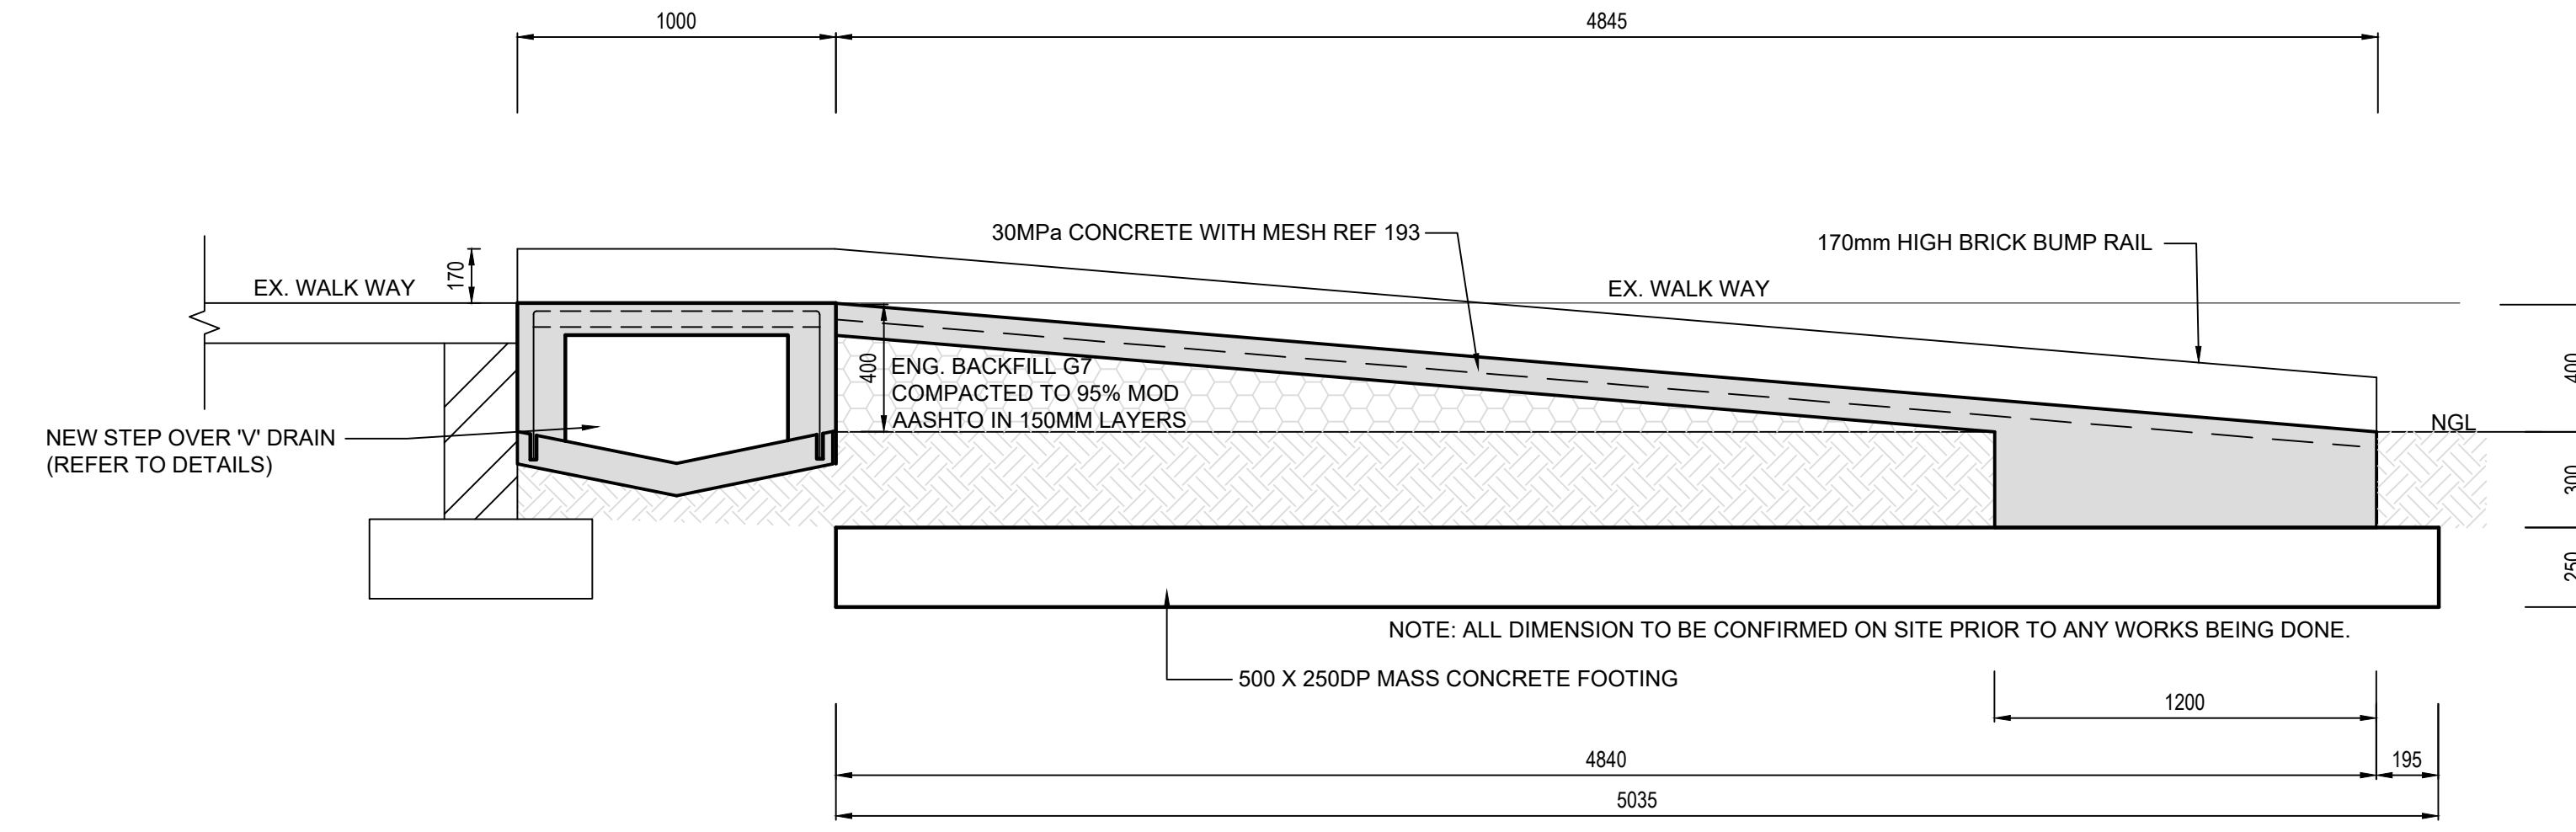 1000
4845
30MPa CONCRETE WITH MESH REF 193
170mm HIGH BRICK BUMP RAIL
EX. WALK WAY
170
EX. WALK WAY
400
400
ENG. BACKFILL G7
COMPACTED TO 95% MOD
AASHTO IN 150MM LAYERS
NGL
NEW STEP OVER 'V' DRAIN
(REFER TO DETAILS)
300
250
NOTE: ALL DIMENSION TO BE CONFIRMED ON SITE PRIOR TO ANY WORKS BEING DONE.
500 X 250DP MASS CONCRETE FOOTING
1200
4840
195
5035